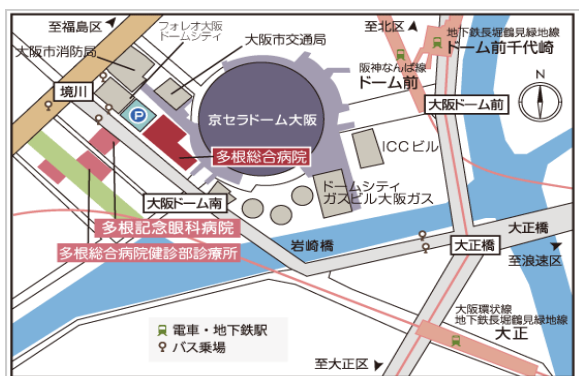 至福島区
フォレオ大阪
ドームシティ
大阪市消防局
大阪市交通局
至北区
地下鉄長堀鶴見緑地線
ドーム前千代崎
阪神なんば線
ドーム前
N
境川
P
京セラドーム大阪
大阪ドーム前
ICCビル
多根総合病院
ドームシティ
ガスビル大阪ガス
大阪ドーム南
多根記念眼科病院
多根総合病院健診部診療所
岩崎橋
大正橋
大正橋
至浪速区
大阪環状線
地下鉄長堀鶴見緑地線
大正
電車・地下鉄駅
バス乗場
至大正区